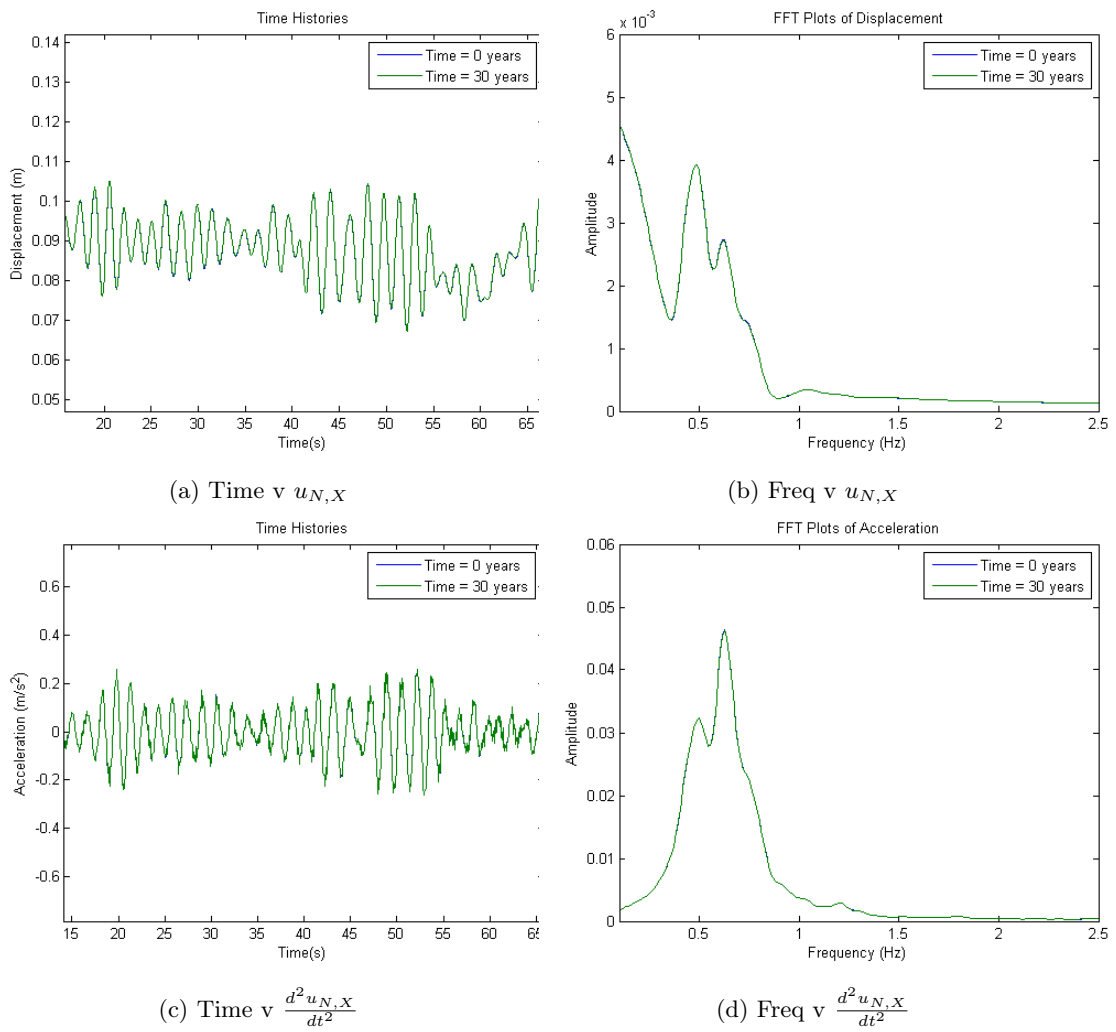 Time Histories
Time = 0 years
Time = 30 years
0.14
0.13
0.12
0.11
0.1
0.09
0.08
0.07
0.06
0.05
Displacement (m)
20 25 30 35 40 45 50 55 60 65
Time(s)
(a) Time v $u_{N,X}$
FFT Plots of Displacement
x 10⁻³
Time = 0 years
Time = 30 years
6
5
4
3
2
1
0
Amplitude
0.5 1 1.5 2 2.5
Frequency (Hz)
(b) Freq v $u_{N,X}$
Time Histories
Time = 0 years
Time = 30 years
0.6
0.4
0.2
0
-0.2
-0.4
-0.6
Acceleration (m/s²)
15 20 25 30 35 40 45 50 55 60 65
Time(s)
(c) Time v $\frac{d^2 u_{N,X}}{dt^2}$
FFT Plots of Acceleration
Time = 0 years
Time = 30 years
0.06
0.05
0.04
0.03
0.02
0.01
0
Amplitude
0.5 1 1.5 2 2.5
Frequency (Hz)
(d) Freq v $\frac{d^2 u_{N,X}}{dt^2}$